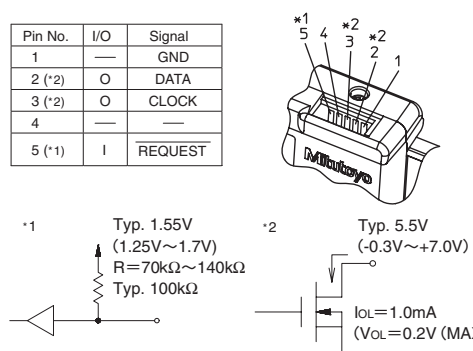 Pin No. I/O Signal
1 — GND
2 (*2) O DATA
3 (*2) O CLOCK
4 — —
5 (*1) I REQUEST
*1 *2 *2
5 4 3 2 1
Mitutoyo
*1 Typ. 1.55V
(1.25V～1.7V)
R＝70kΩ～140kΩ
Typ. 100kΩ
*2 Typ. 5.5V
(-0.3V～+7.0V)
IOL＝1.0mA
(VOL＝0.2V (MA